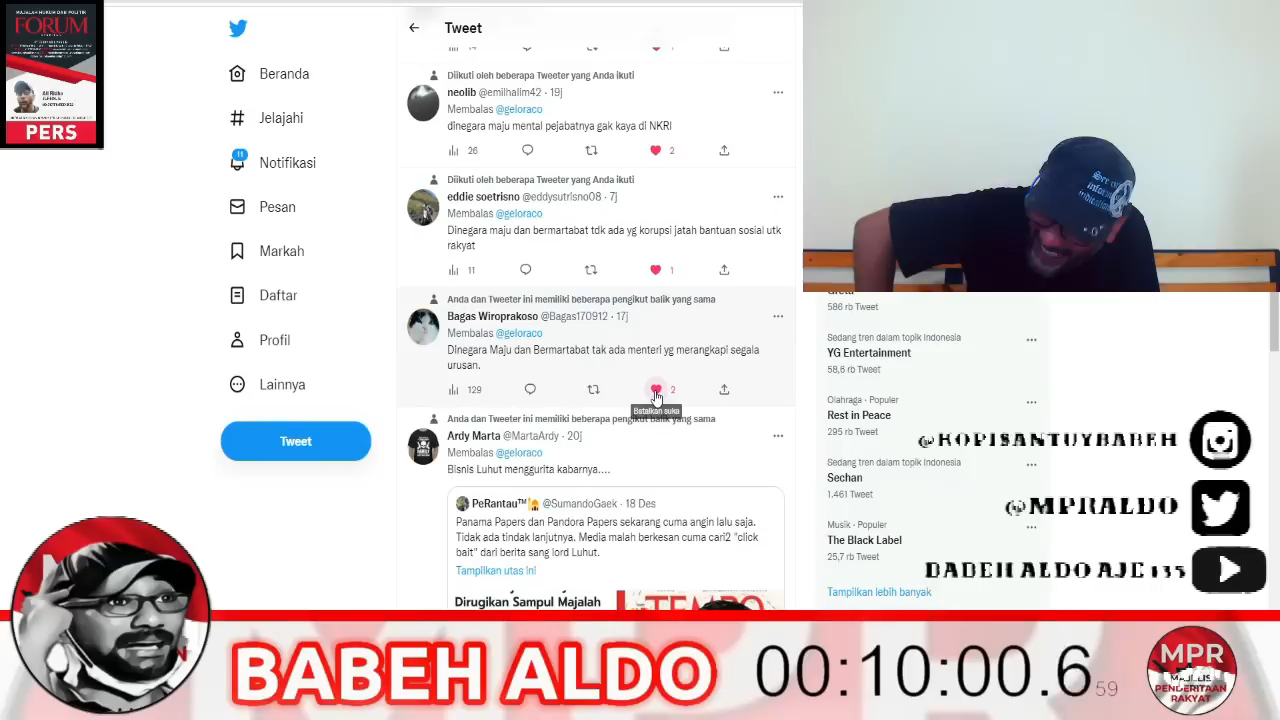 MAJALAH HUKUM DAN POLITIK
FORUM
PERS
Tweet
Beranda
Jelajahi
11
Notifikasi
Pesan
Markah
Daftar
Profil
Lainnya
Tweet
Diikuti oleh beberapa Tweeter yang Anda ikuti
neolib @emilhalim42 · 19j
Membalas @geloraco
dinegara maju mental pejabatnya gak kaya di NKRI
26
2
Diikuti oleh beberapa Tweeter yang Anda ikuti
eddie soetrisno @eddysutrisno08 · 7j
Membalas @geloraco
Dinegara maju dan bermartabat tdk ada yg korupsi jatah bantuan sosial utk
rakyat
11
1
Anda dan Tweeter ini memiliki beberapa pengikut balik yang sama
Bagas Wiroprakoso @Bagas170912 · 17j
Membalas @geloraco
Dinegara Maju dan Bermartabat tak ada menteri yg merangkapi segala
urusan.
129
2
Batalkan suka
Anda dan Tweeter ini memiliki beberapa pengikut balik yang sama
Ardy Marta @MartaArdy · 20j
Membalas @geloraco
Bisnis Luhut menggurita kabarnya....
PeRantau™ @SumandoGaek · 18 Des
Panama Papers dan Pandora Papers sekarang cuma angin lalu saja.
Tidak ada tindak lanjutnya. Media malah berkesan cuma cari2 "click
bait" dari berita sang lord Luhut.
Tampilkan utas ini
Dirugikan Sampul Majalah
TEMPO
586 rb Tweet
Sedang tren dalam topik Indonesia
YG Entertainment
58,6 rb Tweet
Olahraga · Populer
Rest in Peace
295 rb Tweet
Sedang tren dalam topik Indonesia
Sechan
1.461 Tweet
Musik · Populer
The Black Label
25,7 rb Tweet
Tampilkan lebih banyak
@KOPISANTUYBABEH
@MPRALDO
BABEH ALDO AJE135
BABEH ALDO
00:10:00.6
59
MPR
MAJELIS
PENDERITAAN
RAKYAT